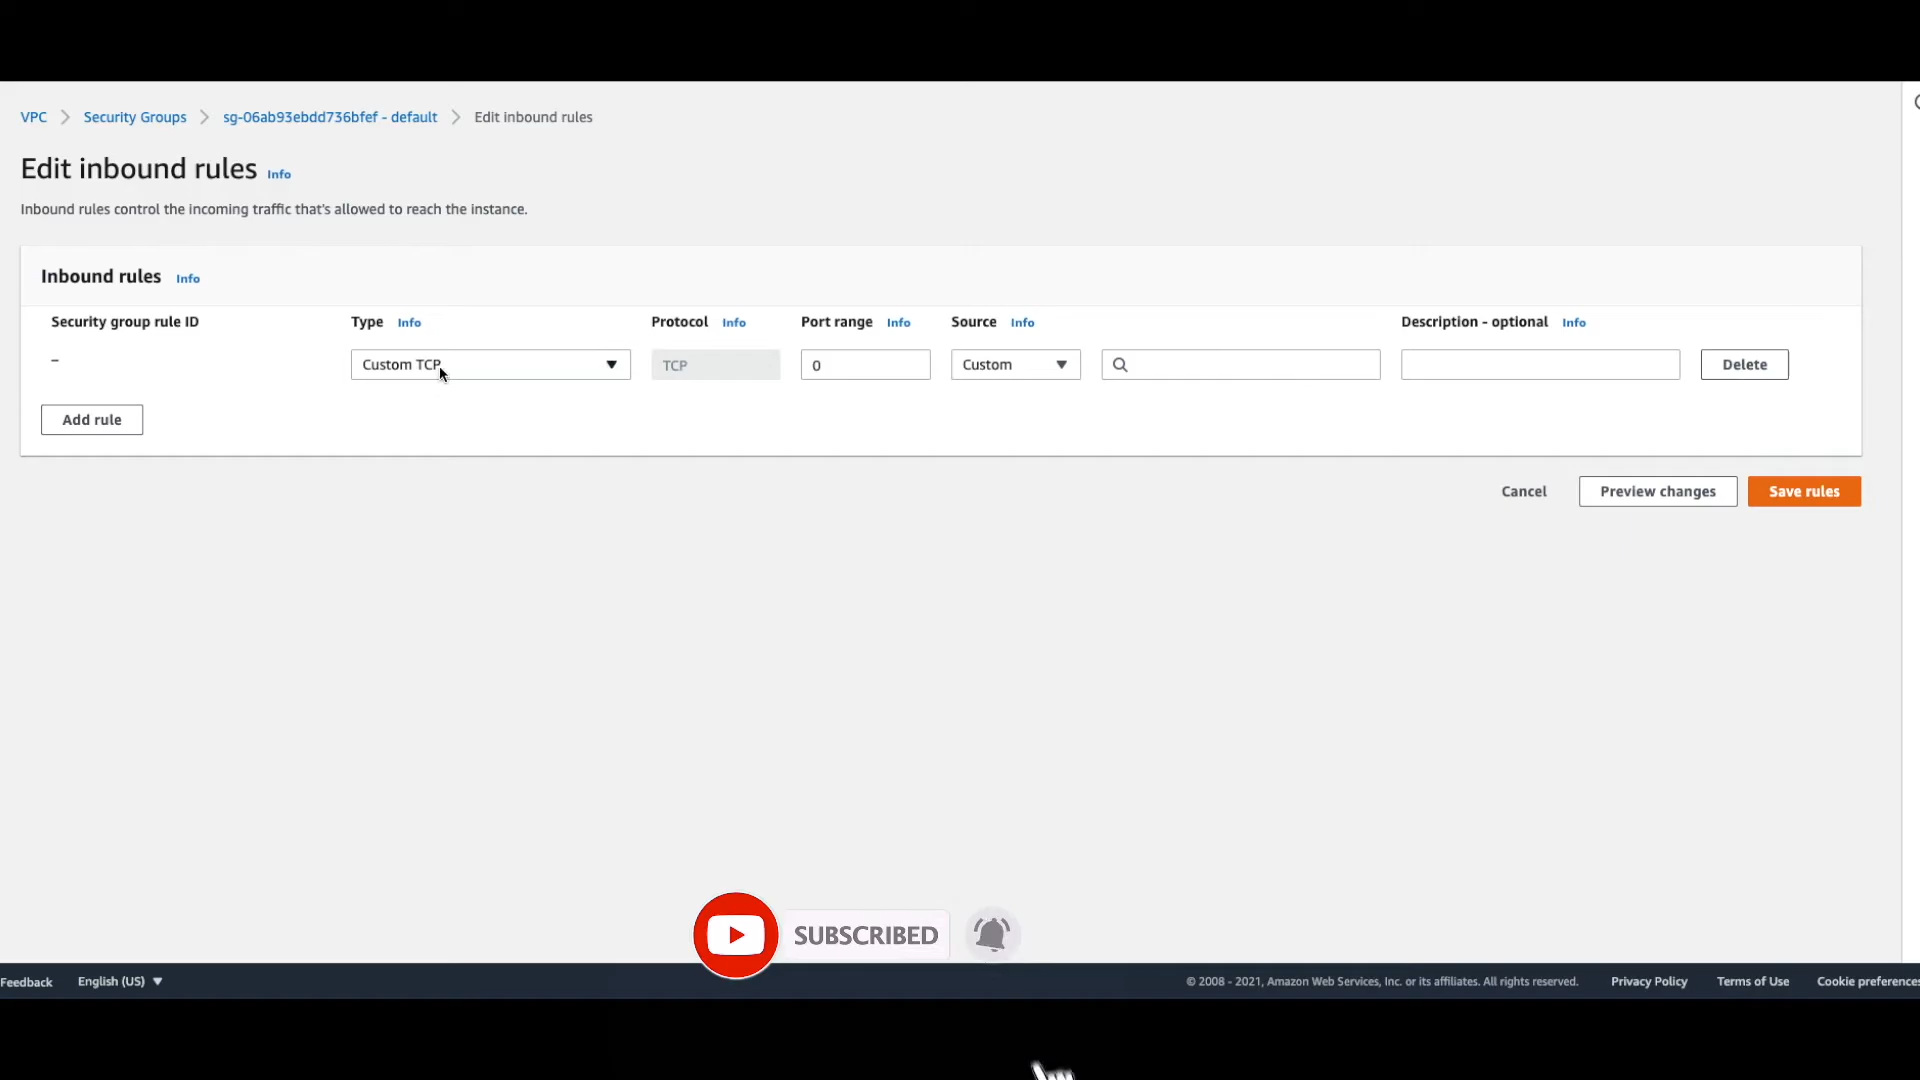 VPC > Security Groups > sg-06ab93ebdd736bfef - default > Edit inbound rules
Edit inbound rules Info
Inbound rules control the incoming traffic that's allowed to reach the instance.
Inbound rules Info
Security group rule ID Type Info Protocol Info Port range Info Source Info Description - optional Info
– Custom TCP TCP 0 Custom Delete
Add rule
Cancel Preview changes Save rules
SUBSCRIBED
Feedback English (US) © 2008 - 2021, Amazon Web Services, Inc. or its affiliates. All rights reserved. Privacy Policy Terms of Use Cookie preferences